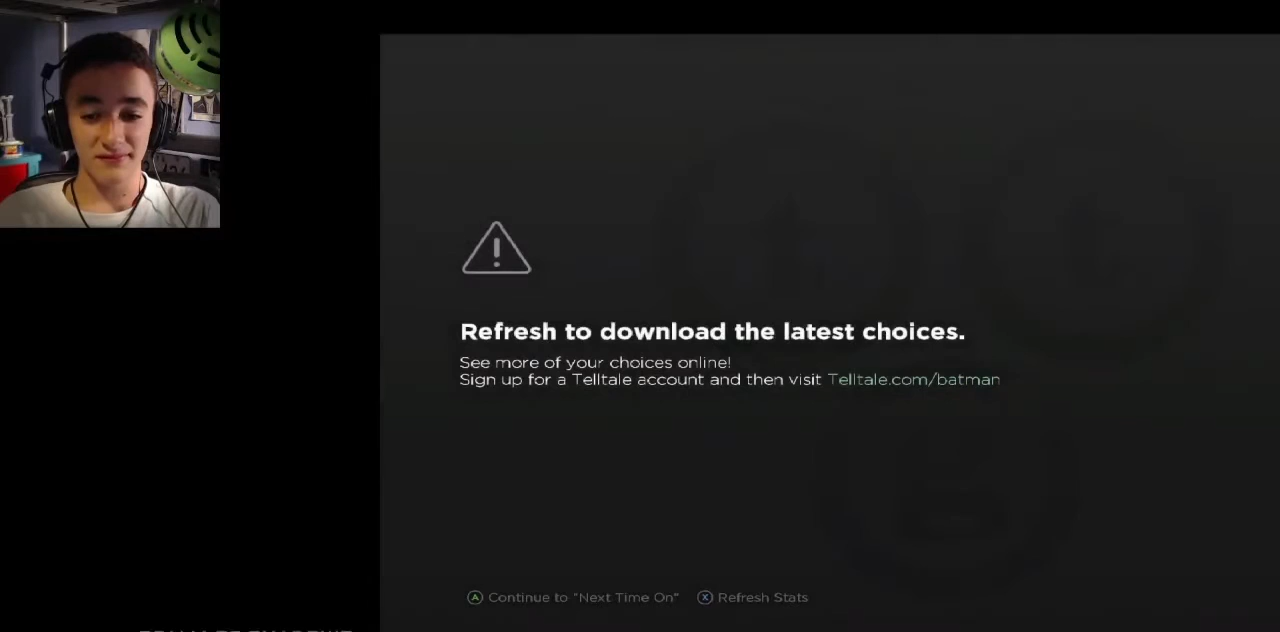 Refresh to download the latest choices.
See more of your choices online!
Sign up for a Telltale account and then visit Telltale.com/batman
A Continue to "Next Time On" X Refresh Stats